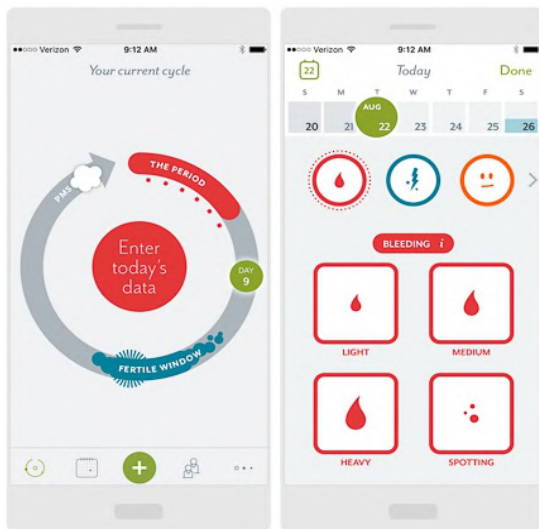 Verizon 9:12 AM
Your current cycle
THE PERIOD
PMS
Enter
today's
data
DAY
9
FERTILE WINDOW
Verizon 9:12 AM
22
Today
Done
S M T W T F S
AUG
20 21 22 23 24 25 26
BLEEDING i
LIGHT MEDIUM
HEAVY SPOTTING